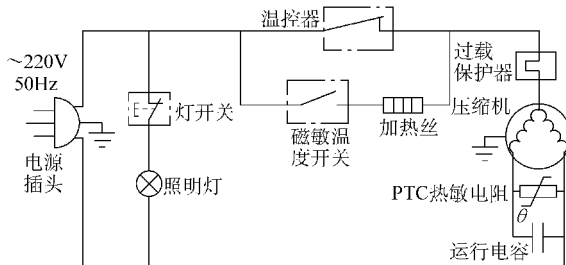 温控器
~220V
50Hz
过载
保护器
灯开关
磁敏温
度开关
加热丝
压缩机
电源
插头
照明灯
PTC热敏电阻
θ
运行电容